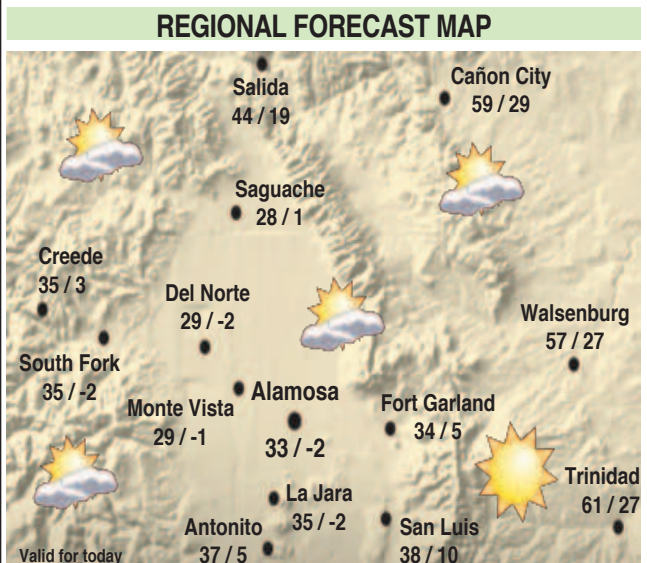 REGIONAL FORECAST MAP
Salida
44 / 19
Cañon City
59 / 29
Saguache
28 / 1
Creede
35 / 3
Del Norte
29 / -2
Walsenburg
57 / 27
South Fork
35 / -2
Monte Vista
29 / -1
Alamosa
33 / -2
Fort Garland
34 / 5
Trinidad
61 / 27
La Jara
35 / -2
Antonito
37 / 5
San Luis
38 / 10
Valid for today